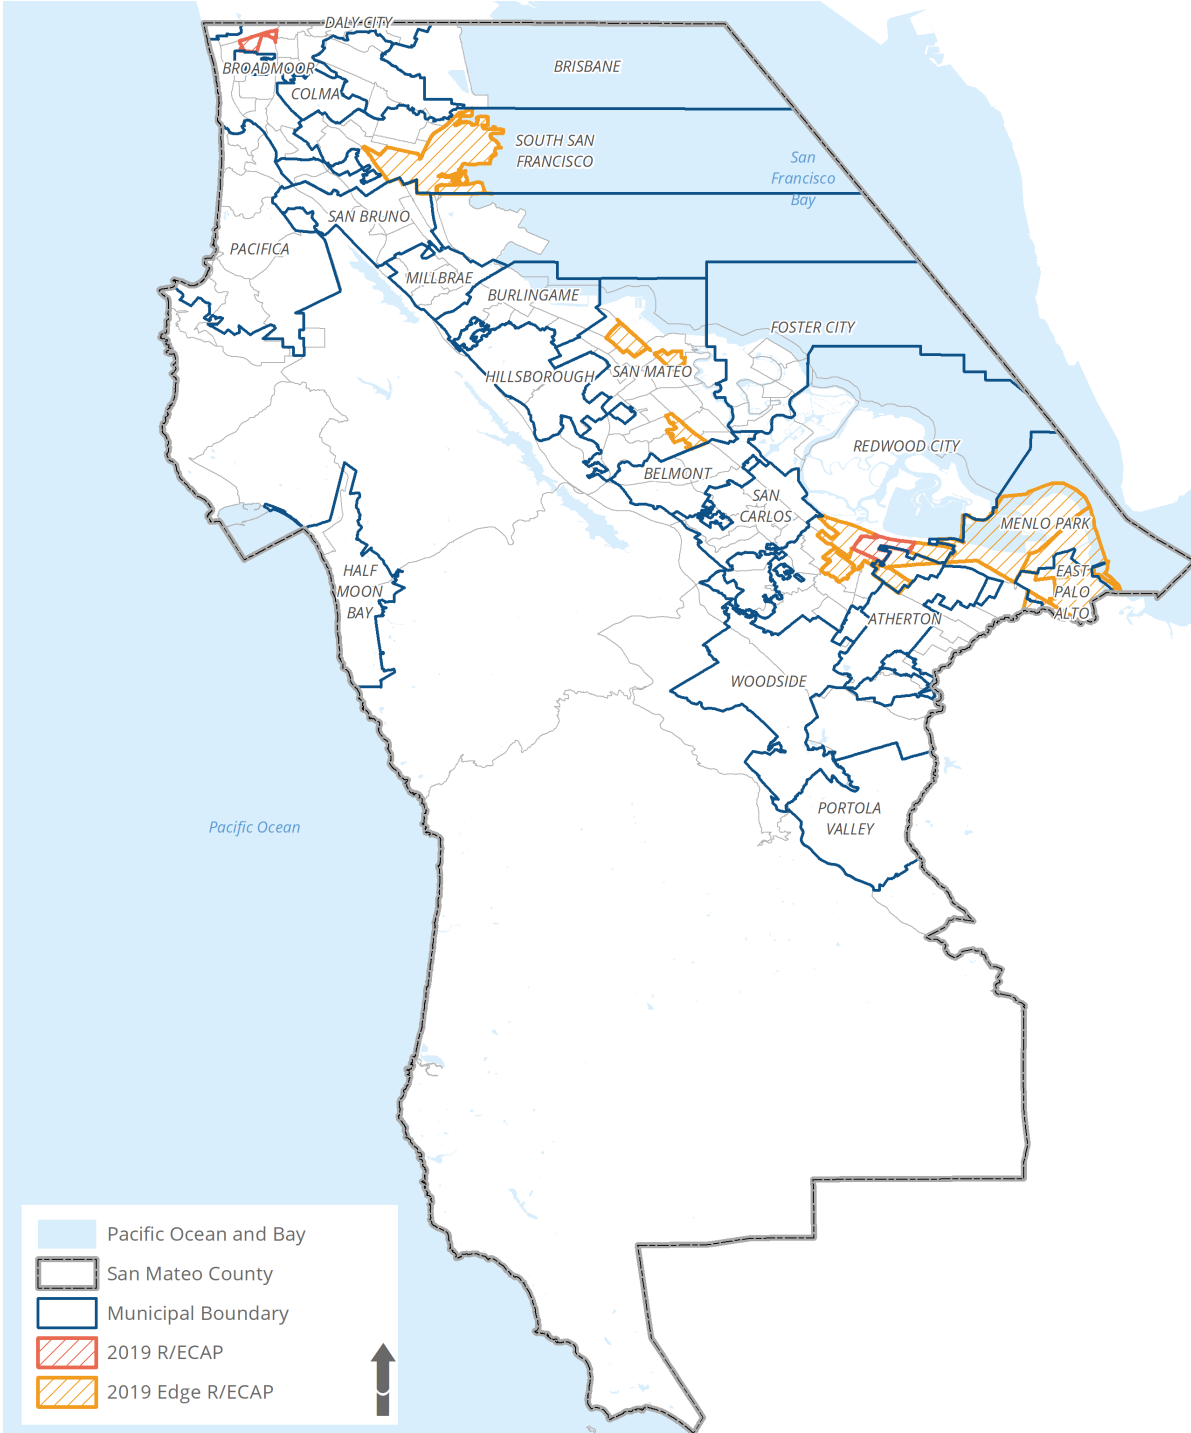 DALY CITY
BROADMOOR
COLMA
BRISBANE
SOUTH SAN
FRANCISCO
San
Francisco
Bay
SAN BRUNO
PACIFICA
MILLBRAE
BURLINGAME
FOSTER CITY
HILLSBOROUGH
SAN MATEO
REDWOOD CITY
BELMONT
SAN
CARLOS
MENLO PARK
EAST
PALO
ALTO
HALF
MOON
BAY
ATHERTON
WOODSIDE
PORTOLA
VALLEY
Pacific Ocean
Pacific Ocean and Bay
San Mateo County
Municipal Boundary
2019 R/ECAP
2019 Edge R/ECAP